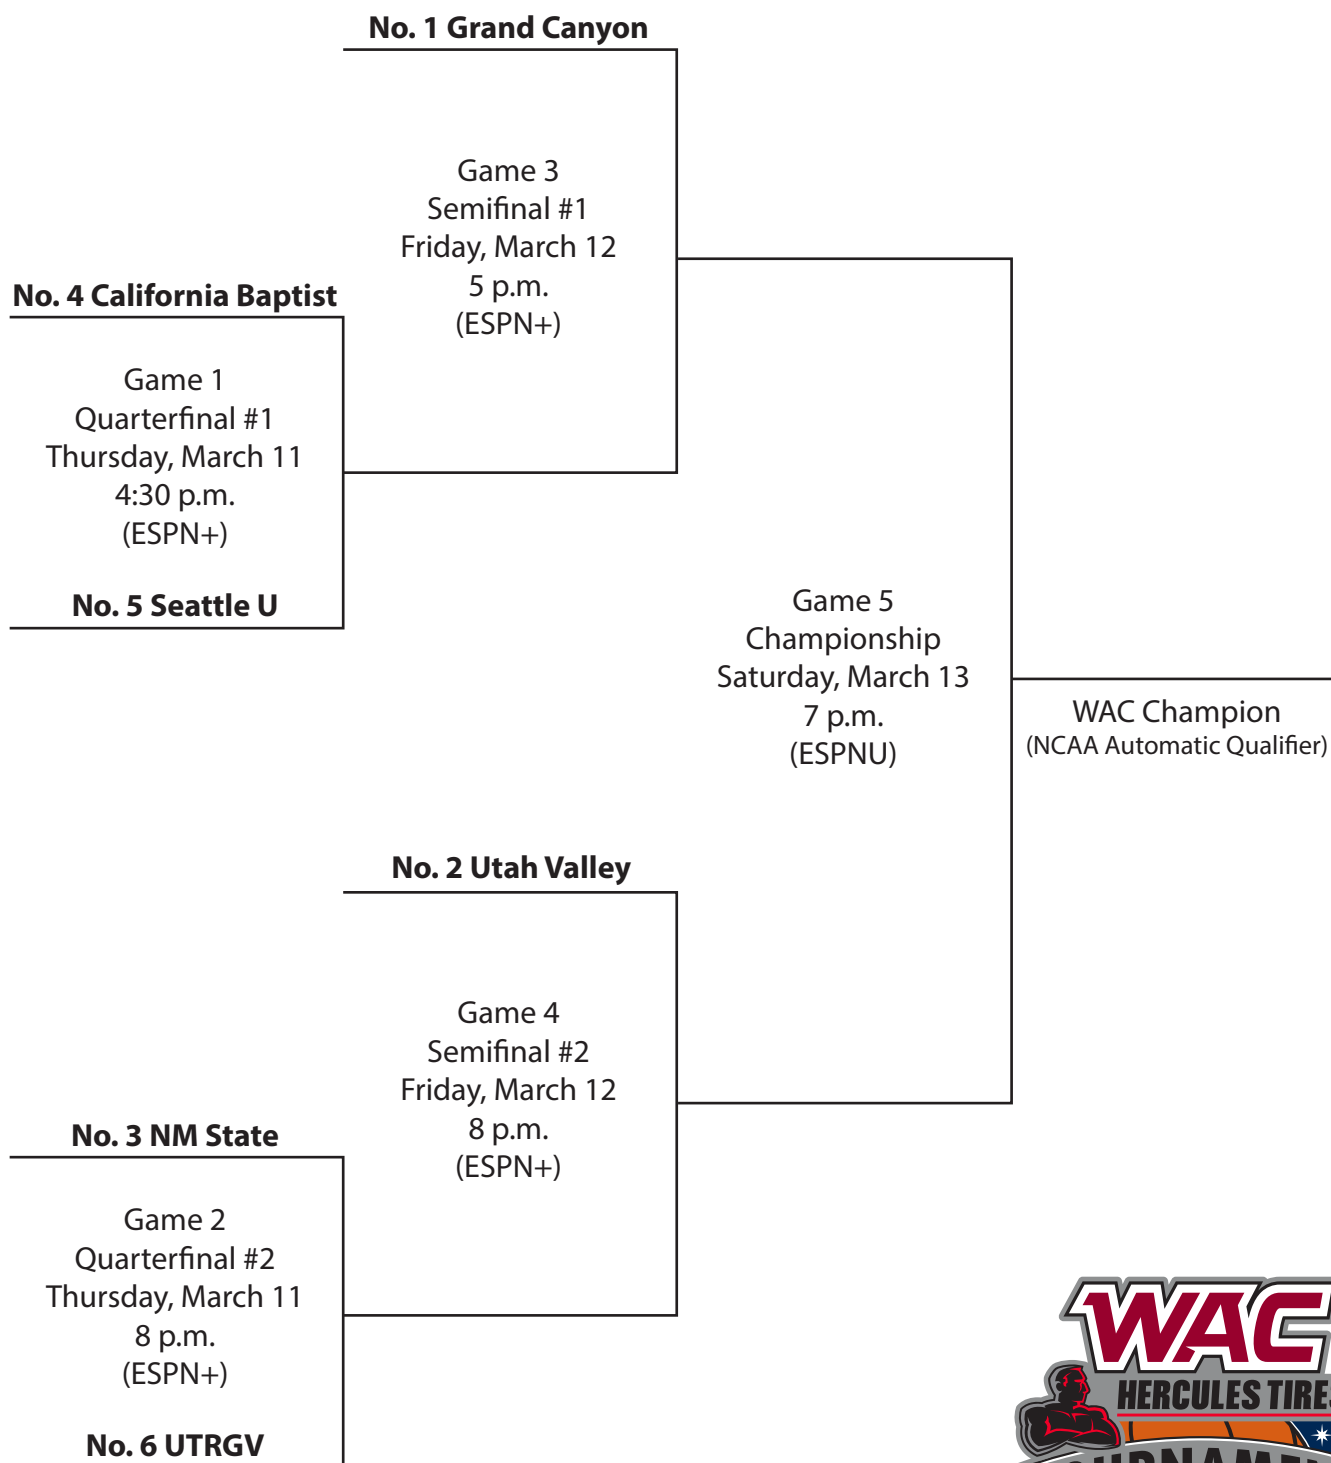 No. 1 Grand Canyon
Game 3
Semifinal #1
Friday, March 12
5 p.m.
(ESPN+)
No. 4 California Baptist
Game 1
Quarterfinal #1
Thursday, March 11
4:30 p.m.
(ESPN+)
No. 5 Seattle U
Game 5
Championship
Saturday, March 13
7 p.m.
(ESPNU)
WAC Champion
(NCAA Automatic Qualifier)
No. 2 Utah Valley
Game 4
Semifinal #2
Friday, March 12
8 p.m.
(ESPN+)
No. 3 NM State
Game 2
Quarterfinal #2
Thursday, March 11
8 p.m.
(ESPN+)
No. 6 UTRGV
WAC
HERCULES TIRES